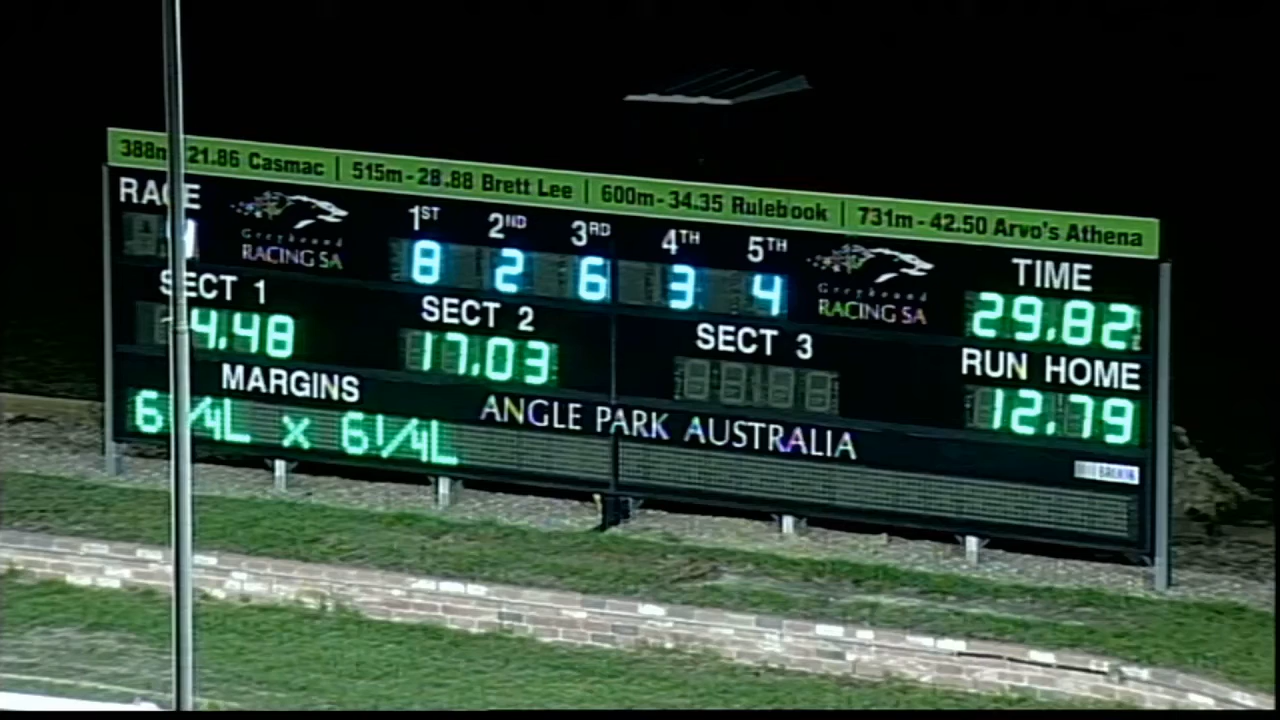 388m - 21.86 Casmac | 515m - 28.88 Brett Lee | 600m - 34.35 Rulebook | 731m - 42.50 Arvo's Athena
RACE
4
Greyhound
RACING SA
1ST 2ND 3RD 4TH 5TH
8 2 6 3 4
Greyhound
RACING SA
TIME
29.82
SECT 1
4.48
SECT 2
17.03
SECT 3
RUN HOME
12.79
MARGINS
6 1/4L x 6 1/4L
ANGLE PARK AUSTRALIA